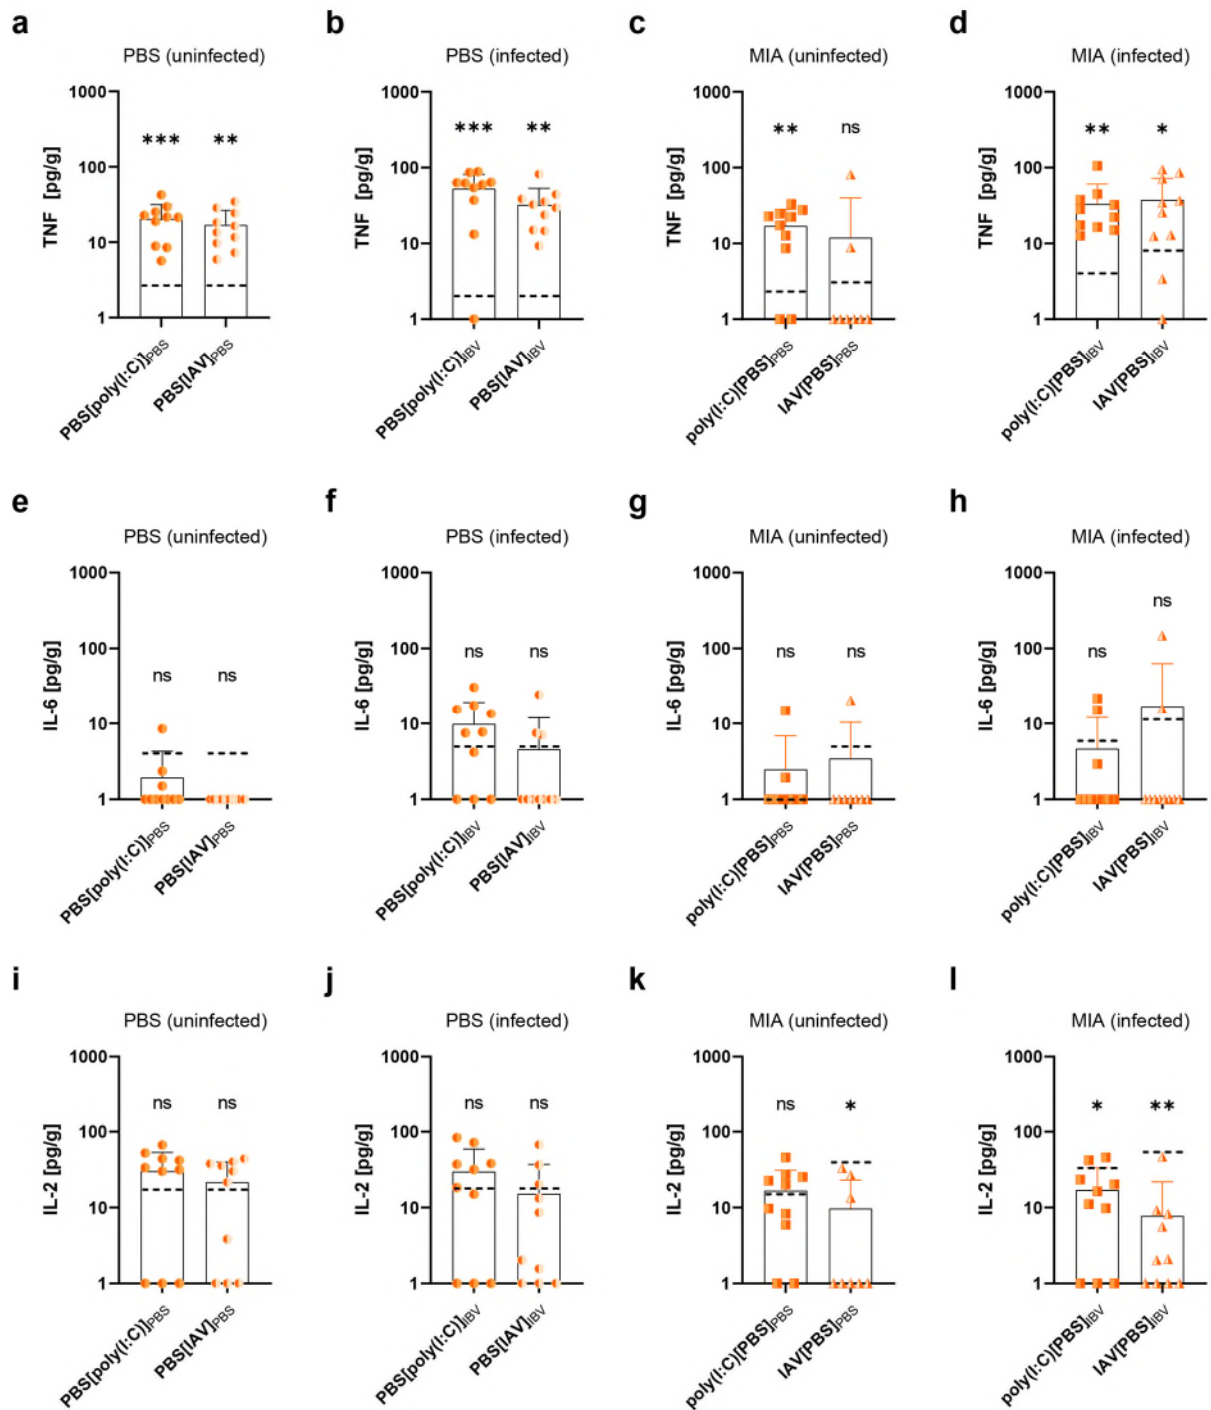 a
PBS (uninfected)
TNF [pg/g]
1000
100
10
1
***
**
PBS[poly(I:C)]PBS
PBS[IAV]PBS
b
PBS (infected)
TNF [pg/g]
1000
100
10
1
***
**
PBS[poly(I:C)]IBV
PBS[IAV]IBV
c
MIA (uninfected)
TNF [pg/g]
1000
100
10
1
**
ns
poly(I:C)[PBS]PBS
IAV[PBS]PBS
d
MIA (infected)
TNF [pg/g]
1000
100
10
1
**
*
poly(I:C)[PBS]IBV
IAV[PBS]IBV
e
PBS (uninfected)
IL-6 [pg/g]
1000
100
10
1
ns
ns
PBS[poly(I:C)]PBS
PBS[IAV]PBS
f
PBS (infected)
IL-6 [pg/g]
1000
100
10
1
ns
ns
PBS[poly(I:C)]IBV
PBS[IAV]IBV
g
MIA (uninfected)
IL-6 [pg/g]
1000
100
10
1
ns
ns
poly(I:C)[PBS]PBS
IAV[PBS]PBS
h
MIA (infected)
IL-6 [pg/g]
1000
100
10
1
ns
ns
poly(I:C)[PBS]IBV
IAV[PBS]IBV
i
PBS (uninfected)
IL-2 [pg/g]
1000
100
10
1
ns
ns
PBS[poly(I:C)]PBS
PBS[IAV]PBS
j
PBS (infected)
IL-2 [pg/g]
1000
100
10
1
ns
ns
PBS[poly(I:C)]IBV
PBS[IAV]IBV
k
MIA (uninfected)
IL-2 [pg/g]
1000
100
10
1
ns
*
poly(I:C)[PBS]PBS
IAV[PBS]PBS
l
MIA (infected)
IL-2 [pg/g]
1000
100
10
1
*
**
poly(I:C)[PBS]IBV
IAV[PBS]IBV